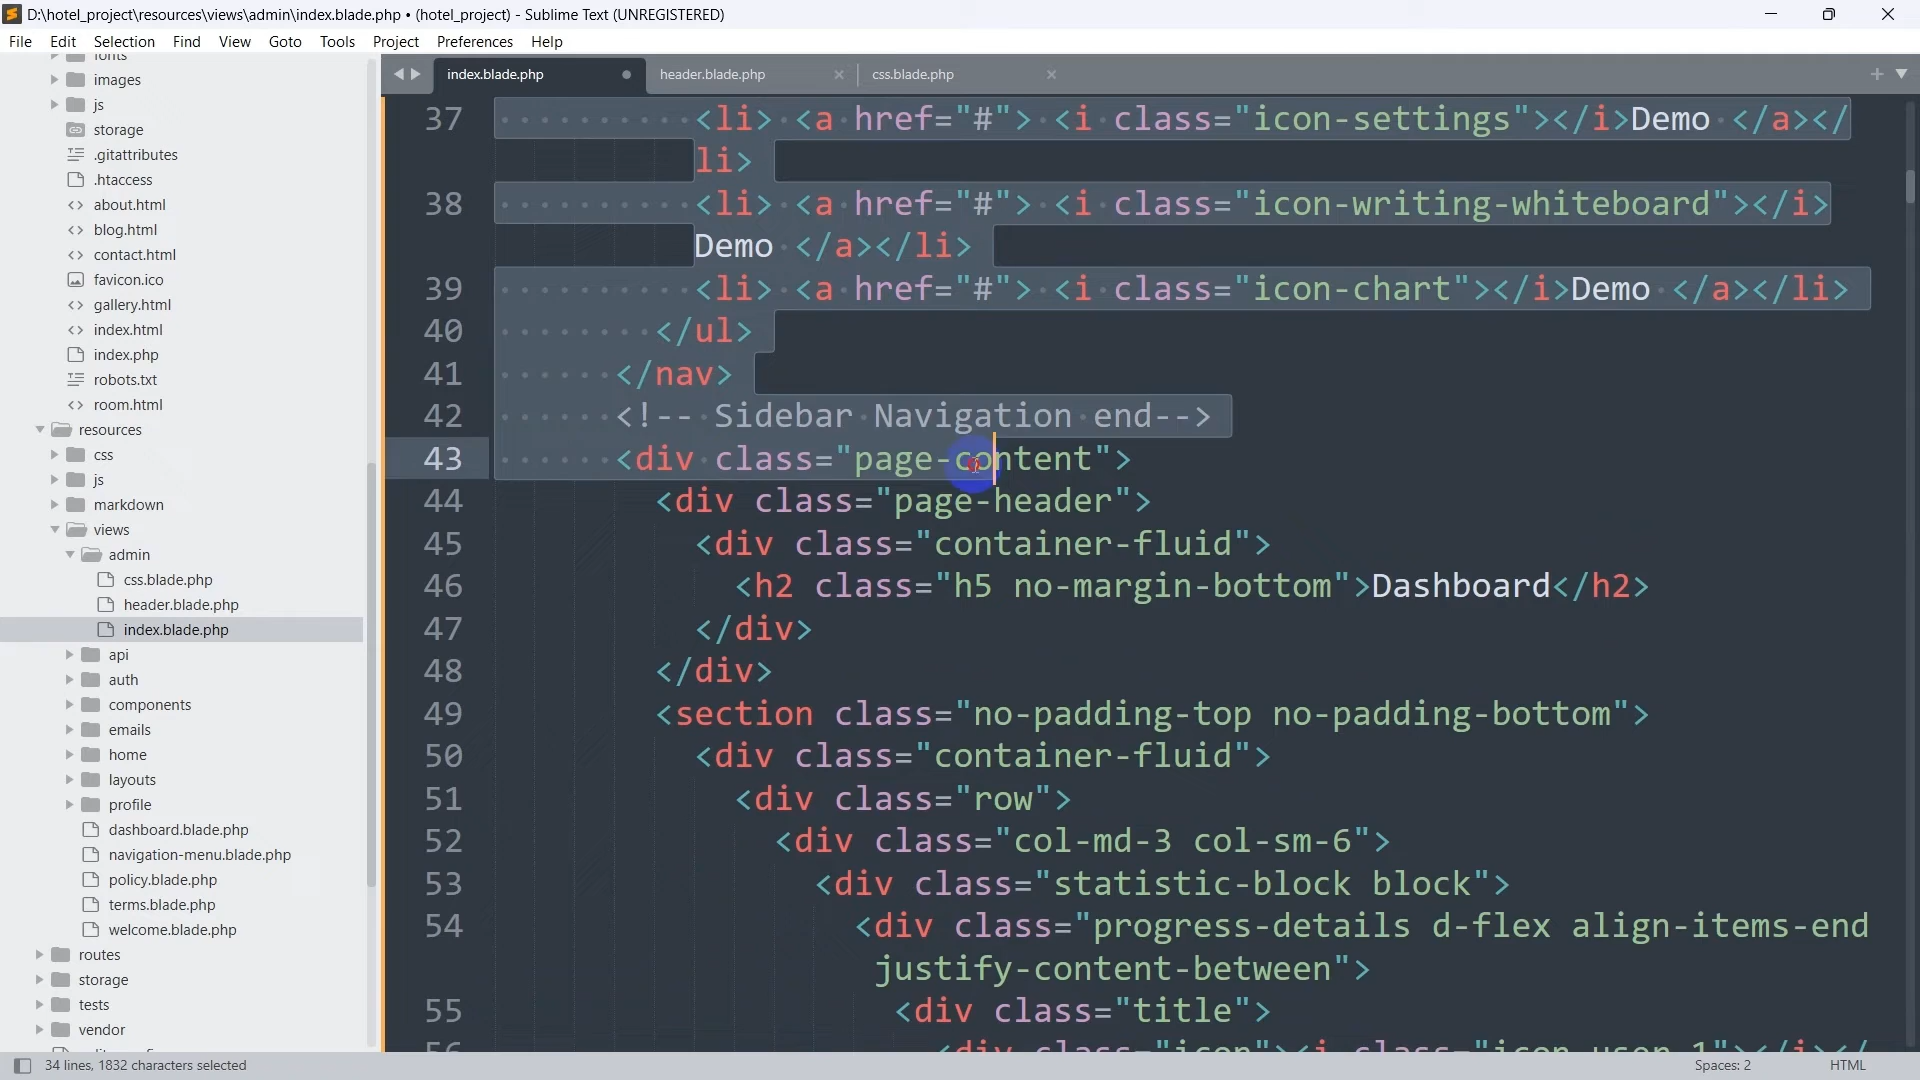 D:\hotel_project\resources\views\admin\index.blade.php • (hotel_project) - Sublime Text (UNREGISTERED)
File Edit Selection Find View Goto Tools Project Preferences Help
fonts
images
js
storage
.gitattributes
.htaccess
about.html
blog.html
contact.html
favicon.ico
gallery.html
index.html
index.php
robots.txt
room.html
resources
css
js
markdown
views
admin
css.blade.php
header.blade.php
index.blade.php
api
auth
components
emails
home
layouts
profile
dashboard.blade.php
navigation-menu.blade.php
policy.blade.php
terms.blade.php
welcome.blade.php
routes
storage
tests
vendor
index.blade.php header.blade.php css.blade.php
37 <li> <a href="#"> <i class="icon-settings"></i>Demo </a></
li>
38 <li> <a href="#"> <i class="icon-writing-whiteboard"></i>
Demo </a></li>
39 <li> <a href="#"> <i class="icon-chart"></i>Demo </a></li>
40 </ul>
41 </nav>
42 <!-- Sidebar Navigation end-->
43 <div class="page-content">
44 <div class="page-header">
45 <div class="container-fluid">
46 <h2 class="h5 no-margin-bottom">Dashboard</h2>
47 </div>
48 </div>
49 <section class="no-padding-top no-padding-bottom">
50 <div class="container-fluid">
51 <div class="row">
52 <div class="col-md-3 col-sm-6">
53 <div class="statistic-block block">
54 <div class="progress-details d-flex align-items-end
justify-content-between">
55 <div class="title">
56 <div class="icon"><i class="icon-user-1"></i></
34 lines, 1832 characters selected Spaces: 2 HTML